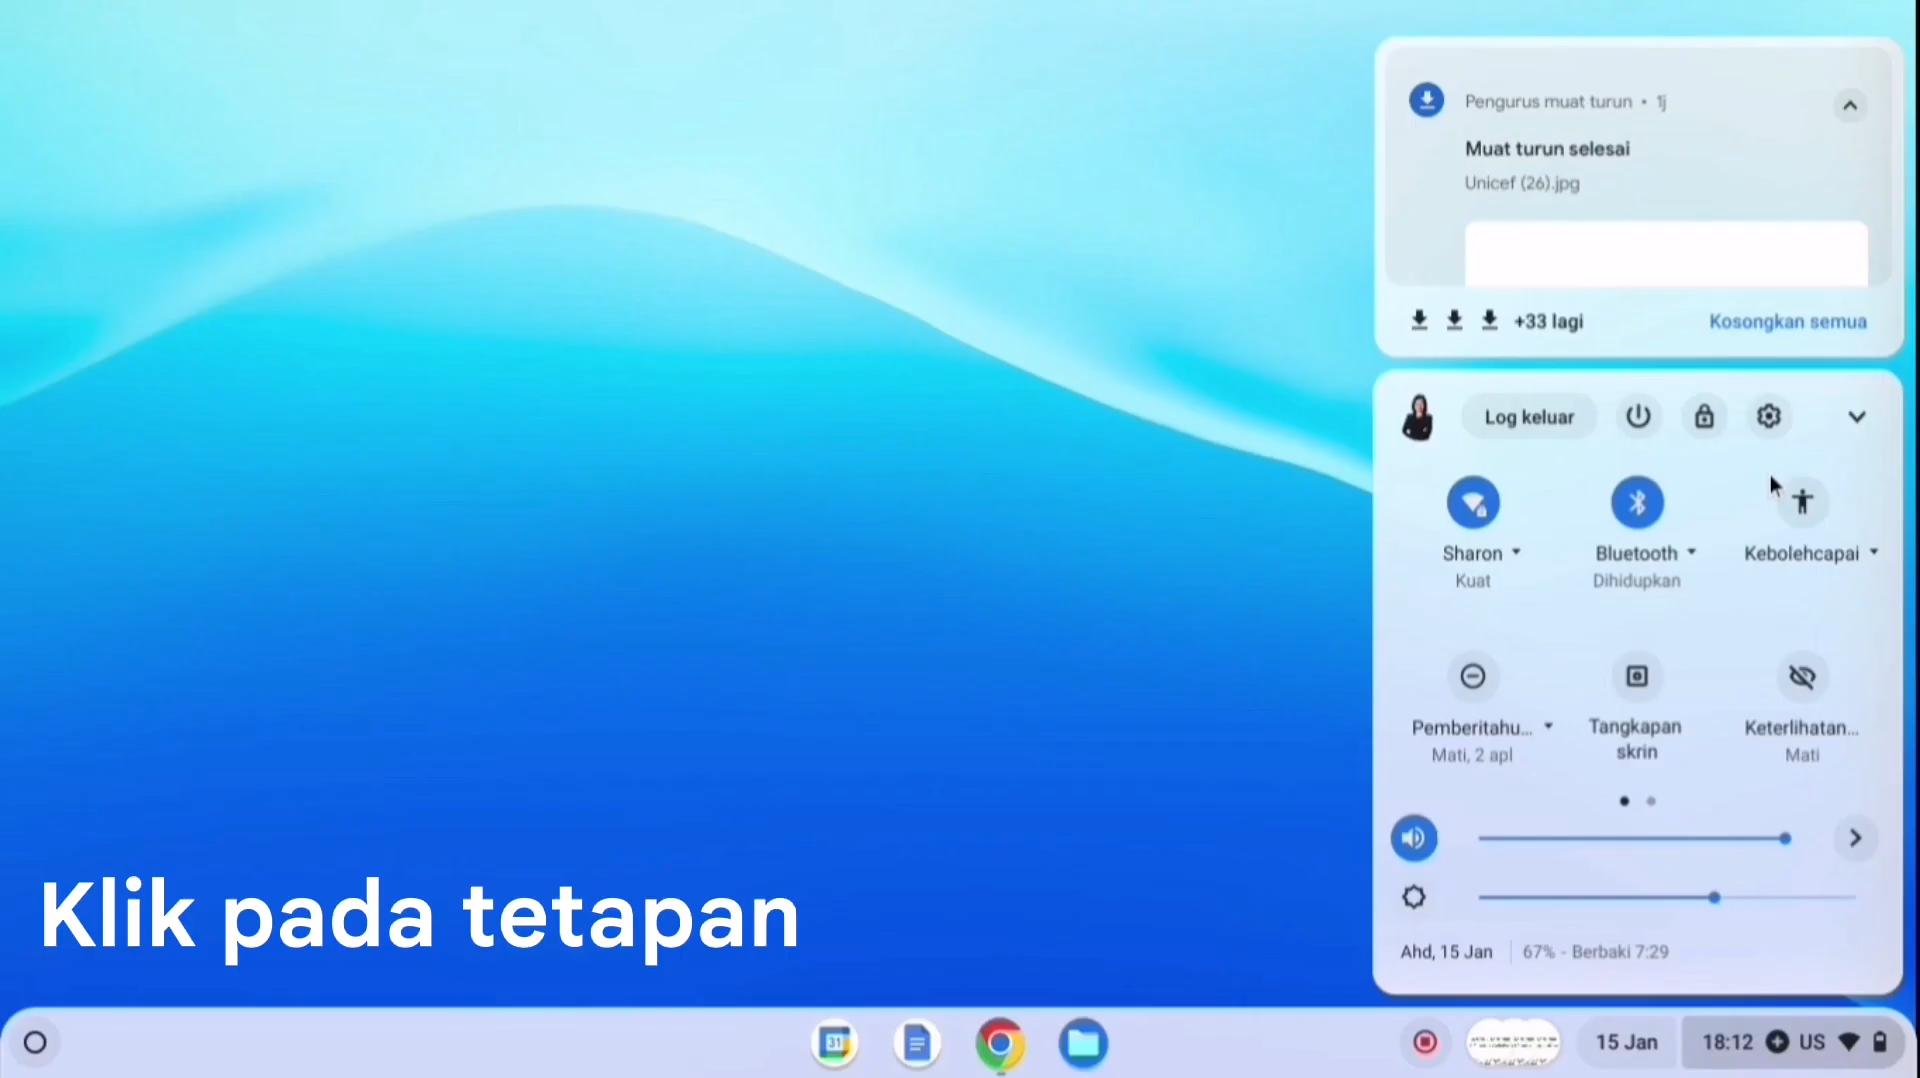 Pengurus muat turun • 1j
Muat turun selesai
Unicef (26).jpg
+33 lagi
Kosongkan semua
Log keluar
Sharon
Kuat
Bluetooth
Dihidupkan
Kebolehcapai
Pemberitahu...
Mati, 2 apl
Tangkapan
skrin
Keterlihatan...
Mati
Ahd, 15 Jan
67% - Berbaki 7:29
Klik pada tetapan
31
15 Jan
18:12
US